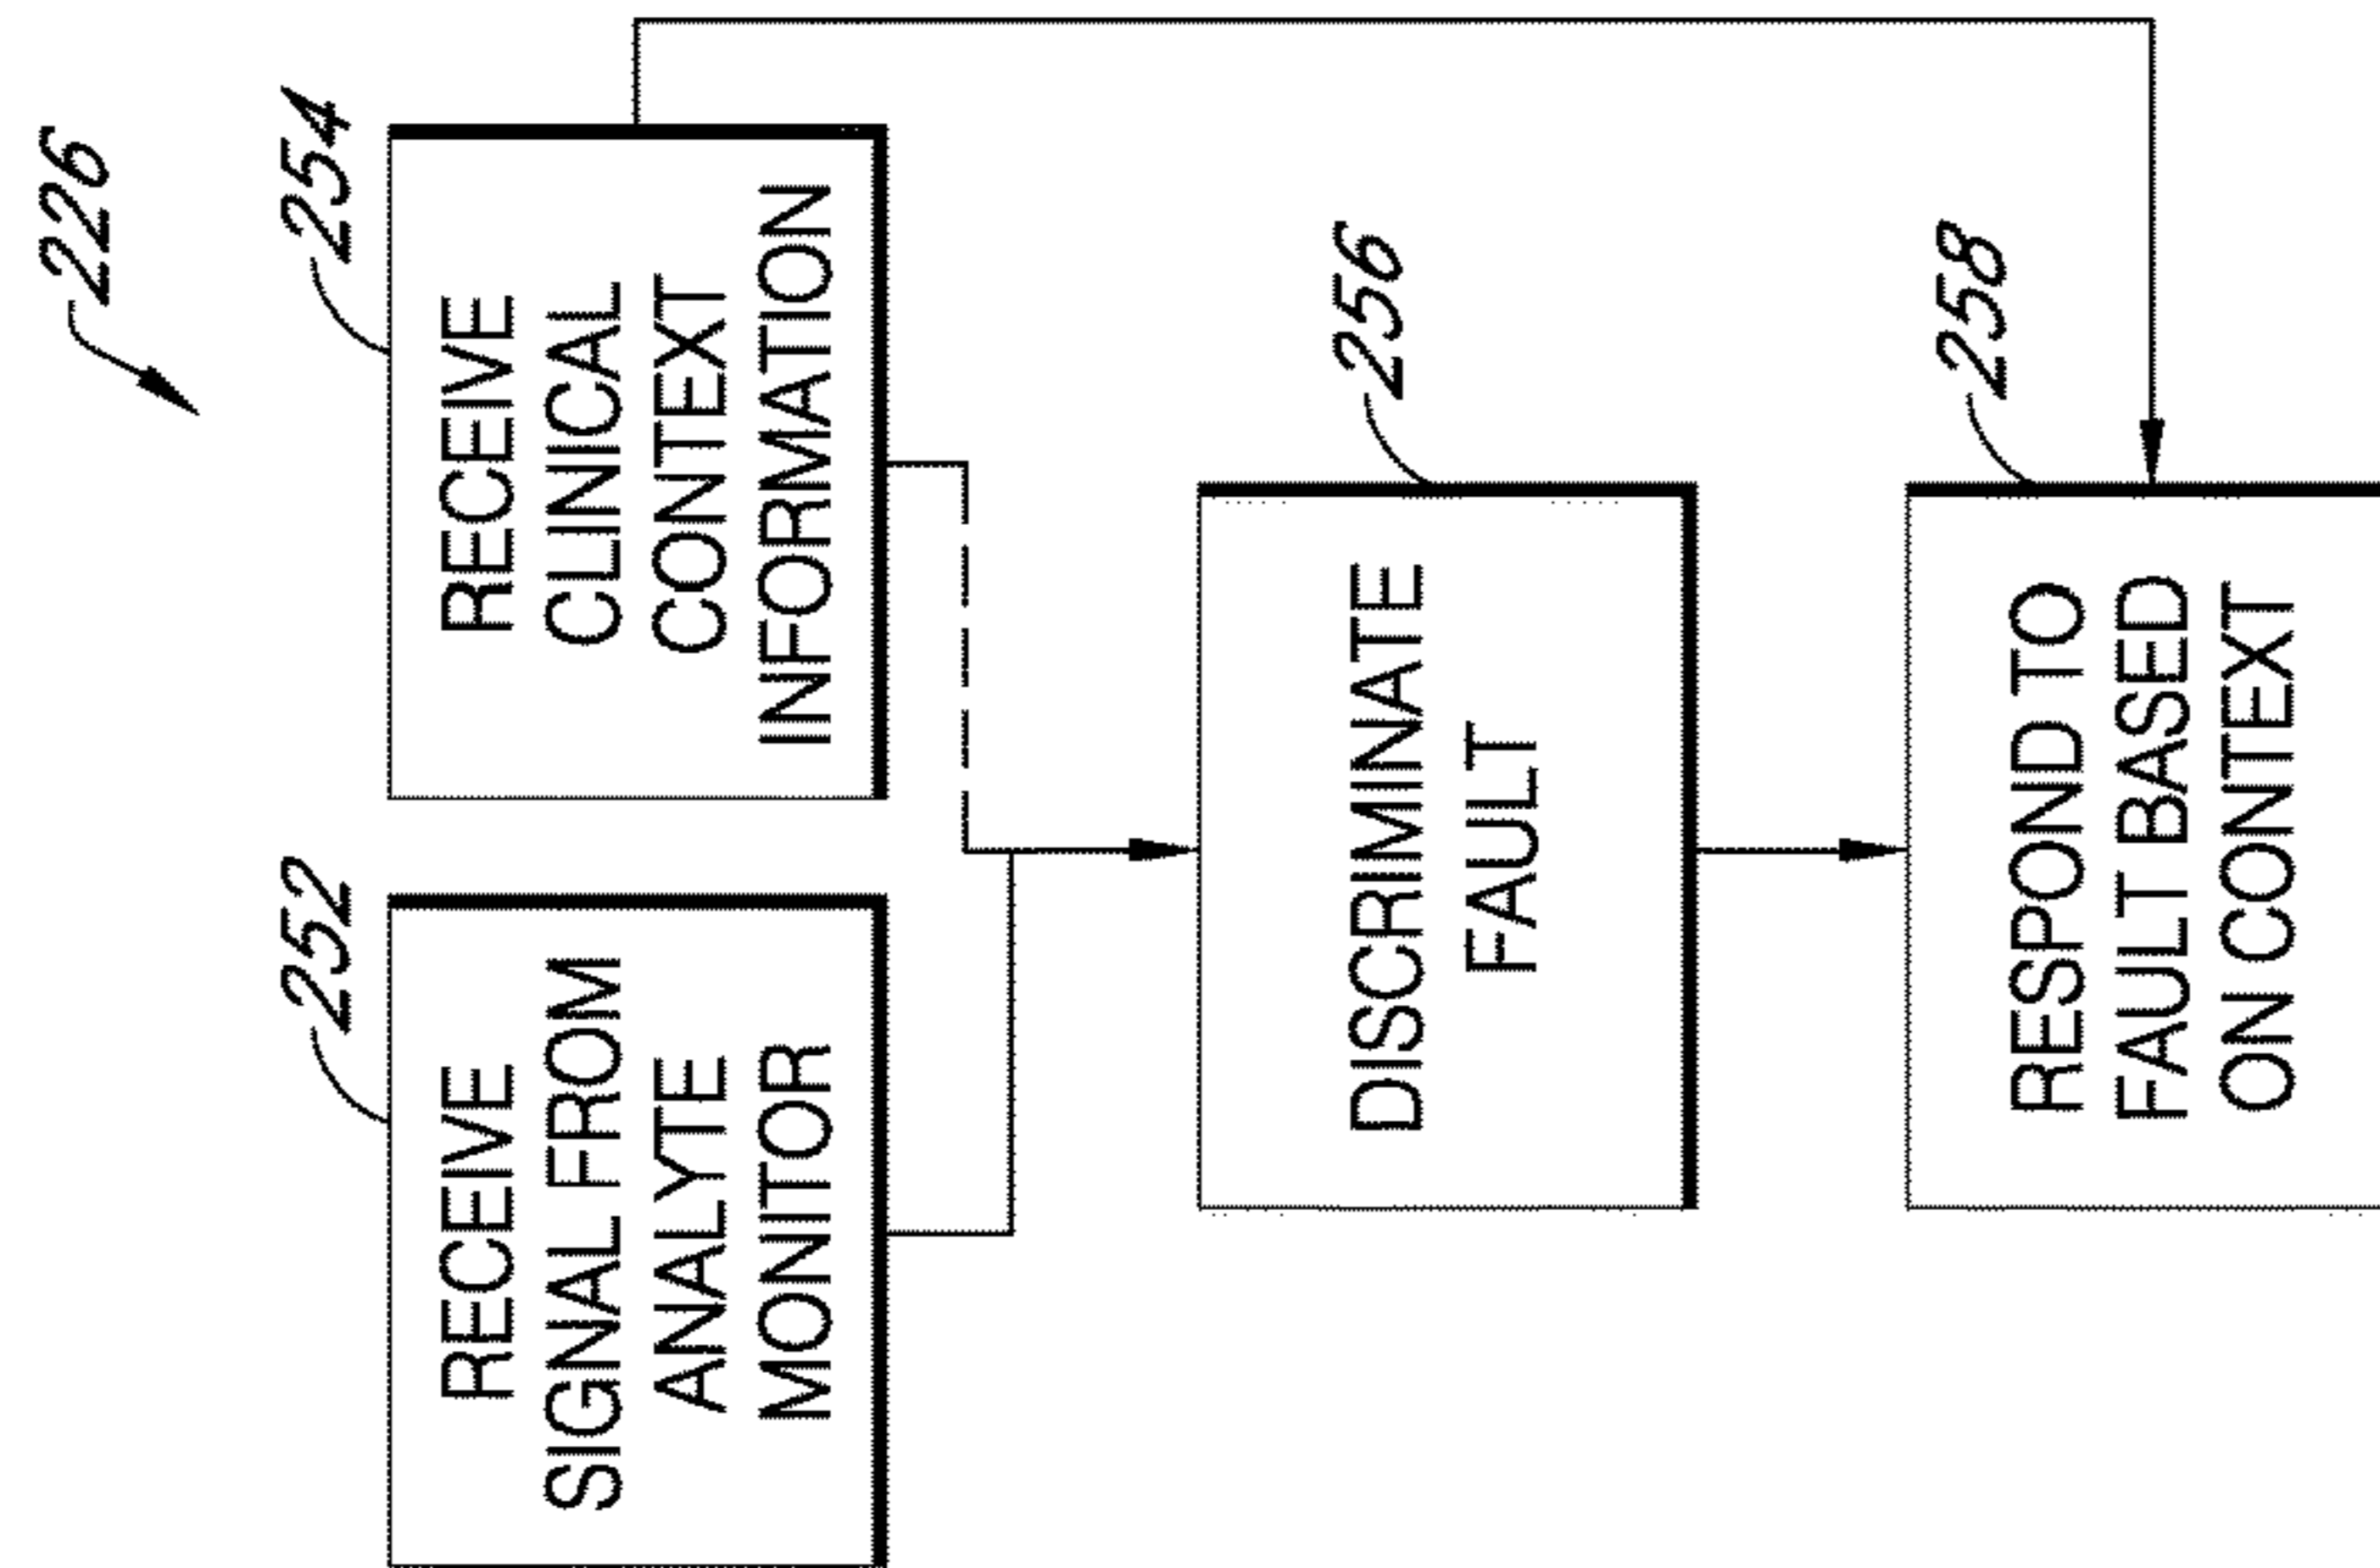 226
252
RECEIVE
SIGNAL FROM
ANALYTE
MONITOR
254
RECEIVE
CLINICAL
CONTEXT
INFORMATION
256
DISCRIMINATE
FAULT
258
RESPOND TO
FAULT BASED
ON CONTEXT